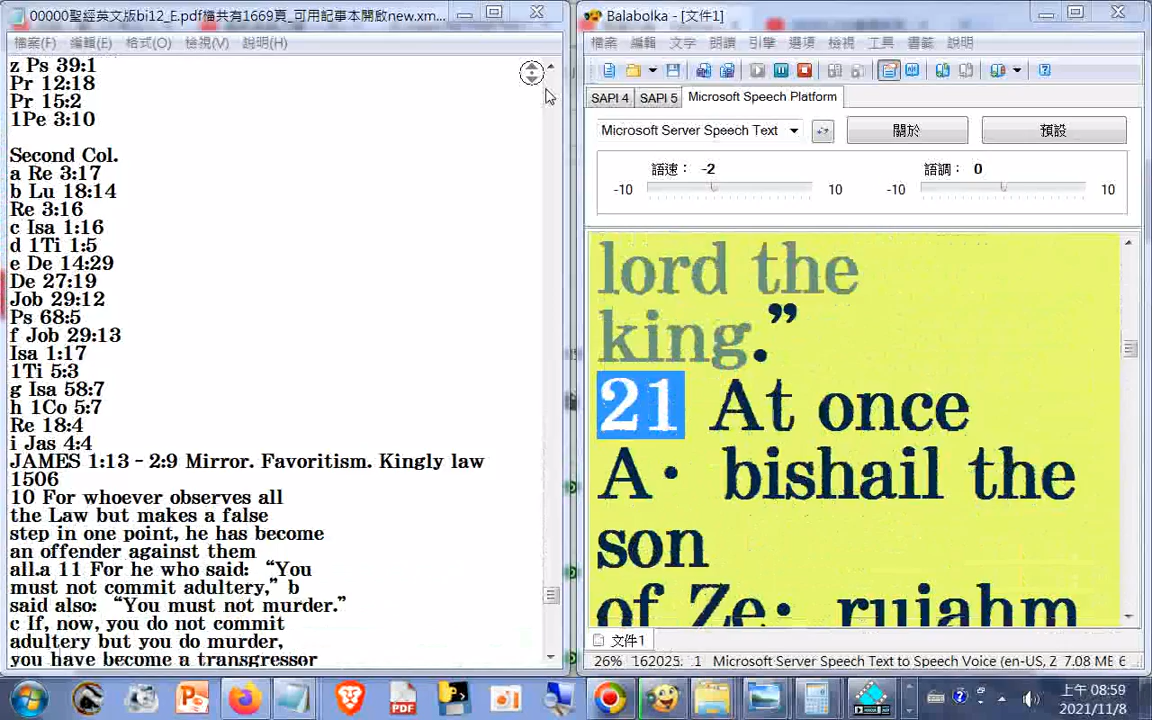 00000聖經英文版bi12_E.pdf檔共有1669頁_可用記事本開啟new.xm...
檔案(F) 編輯(E) 格式(O) 檢視(V) 說明(H)
z Ps 39:1
Pr 12:18
Pr 15:2
1Pe 3:10
Second Col.
a Re 3:17
b Lu 18:14
Re 3:16
c Isa 1:16
d 1Ti 1:5
e De 14:29
De 27:19
Job 29:12
Ps 68:5
f Job 29:13
Isa 1:17
1Ti 5:3
g Isa 58:7
h 1Co 5:7
Re 18:4
i Jas 4:4
JAMES 1:13 - 2:9 Mirror. Favoritism. Kingly law
1506
10 For whoever observes all
the Law but makes a false
step in one point, he has become
an offender against them
all.a 11 For he who said: “You
must not commit adultery,” b
said also: “You must not murder.”
c If, now, you do not commit
adultery but you do murder,
you have become a transgressor
Balabolka - [文件1]
檔案 編輯 文字 朗讀 引擎 選項 檢視 工具 書籤 說明
SAPI 4 SAPI 5 Microsoft Speech Platform
Microsoft Server Speech Text 關於 預設
語速： -2 語調： 0
-10 10 -10 10
lord the
king.”
21 At once
A· bishail the
son
of Ze· ruiahm
文件1
26% 162025: 1 Microsoft Server Speech Text to Speech Voice (en-US, Z 7.08 MB 6
PDF
上午 08:59
2021/11/8